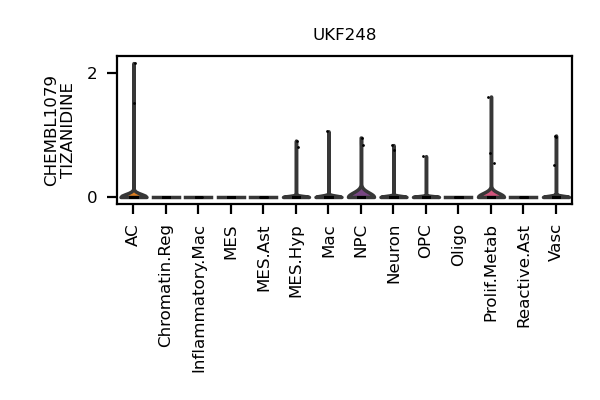 UKF248
CHEMBL1079
TIZANIDINE
2
0
AC
Chromatin.Reg
Inflammatory.Mac
MES
MES.Ast
MES.Hyp
Mac
NPC
Neuron
OPC
Oligo
Prolif.Metab
Reactive.Ast
Vasc